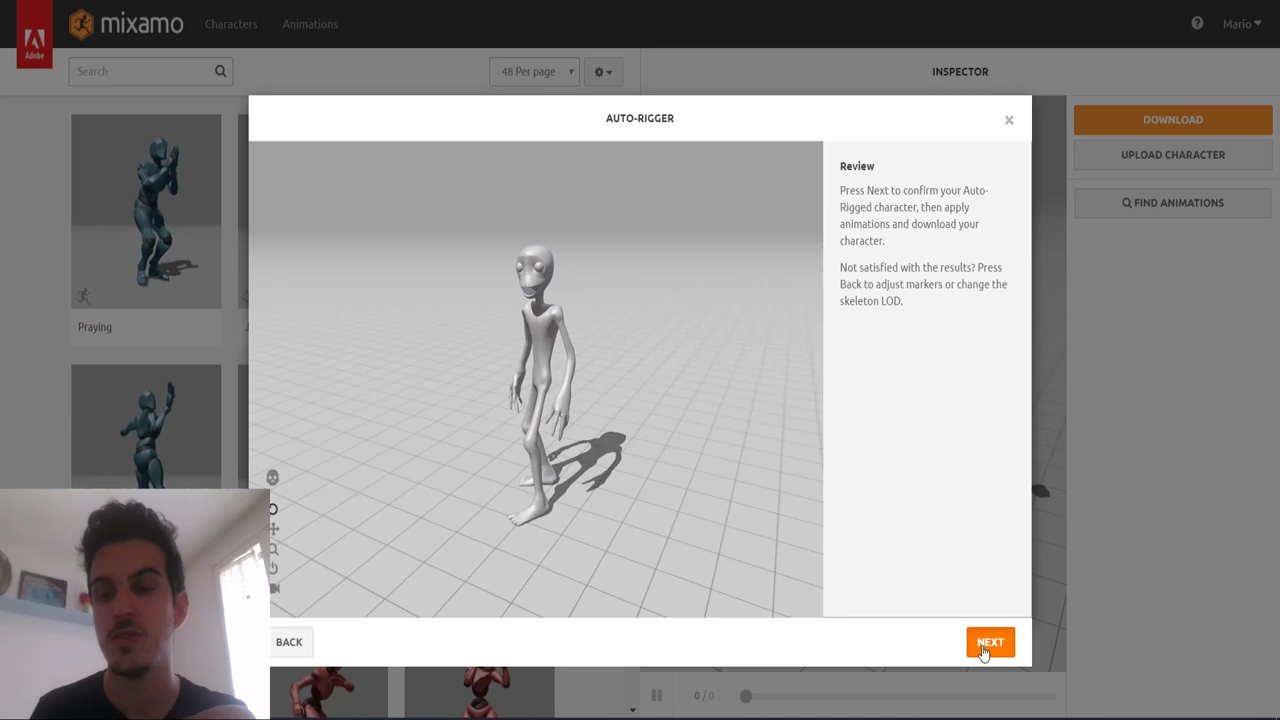 Adobe
mixamo
Characters
Animations
Mario
Search
48 Per page
INSPECTOR
AUTO-RIGGER
×
DOWNLOAD
UPLOAD CHARACTER
FIND ANIMATIONS
Review
Press Next to confirm your Auto-
Rigged character, then apply
animations and download your
character.
Not satisfied with the results? Press
Back to adjust markers or change the
skeleton LOD.
Praying
BACK
NEXT
0 / 0